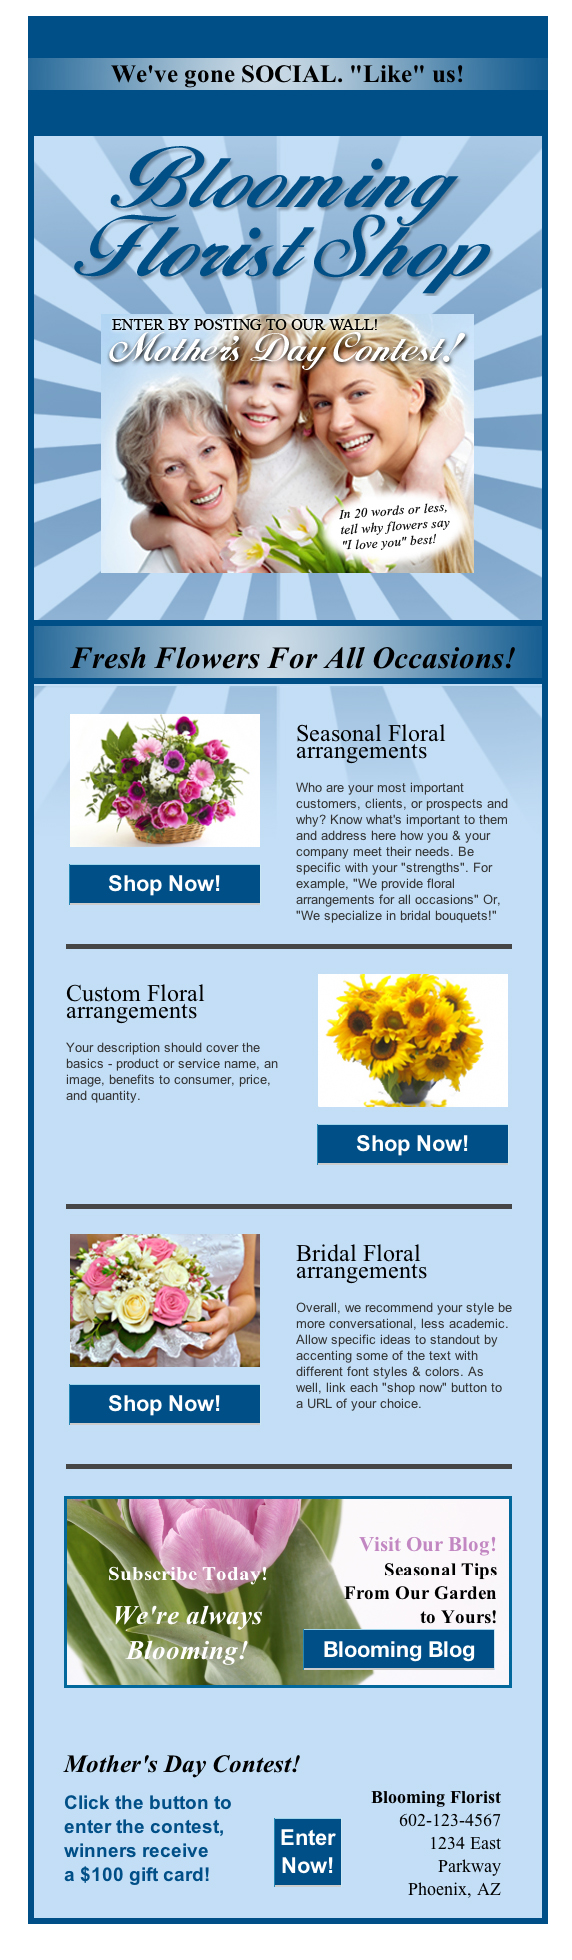 We've gone SOCIAL. "Like" us!
Blooming
Florist Shop
ENTER BY POSTING TO OUR WALL!
Mother's Day Contest!
In 20 words or less,
tell why flowers say
"I love you" best!
Fresh Flowers For All Occasions!
Seasonal Floral
arrangements
Who are your most important
customers, clients, or prospects and
why? Know what's important to them
and address here how you & your
company meet their needs. Be
specific with your "strengths". For
example, "We provide floral
arrangements for all occasions" Or,
"We specialize in bridal bouquets!"
Shop Now!
Custom Floral
arrangements
Your description should cover the
basics - product or service name, an
image, benefits to consumer, price,
and quantity.
Shop Now!
Bridal Floral
arrangements
Overall, we recommend your style be
more conversational, less academic.
Allow specific ideas to standout by
accenting some of the text with
different font styles & colors. As
well, link each "shop now" button to
a URL of your choice.
Shop Now!
Subscribe Today!
We're always
Blooming!
Visit Our Blog!
Seasonal Tips
From Our Garden
to Yours!
Blooming Blog
Mother's Day Contest!
Click the button to
enter the contest,
winners receive
a $100 gift card!
Enter
Now!
Blooming Florist
602-123-4567
1234 East
Parkway
Phoenix, AZ